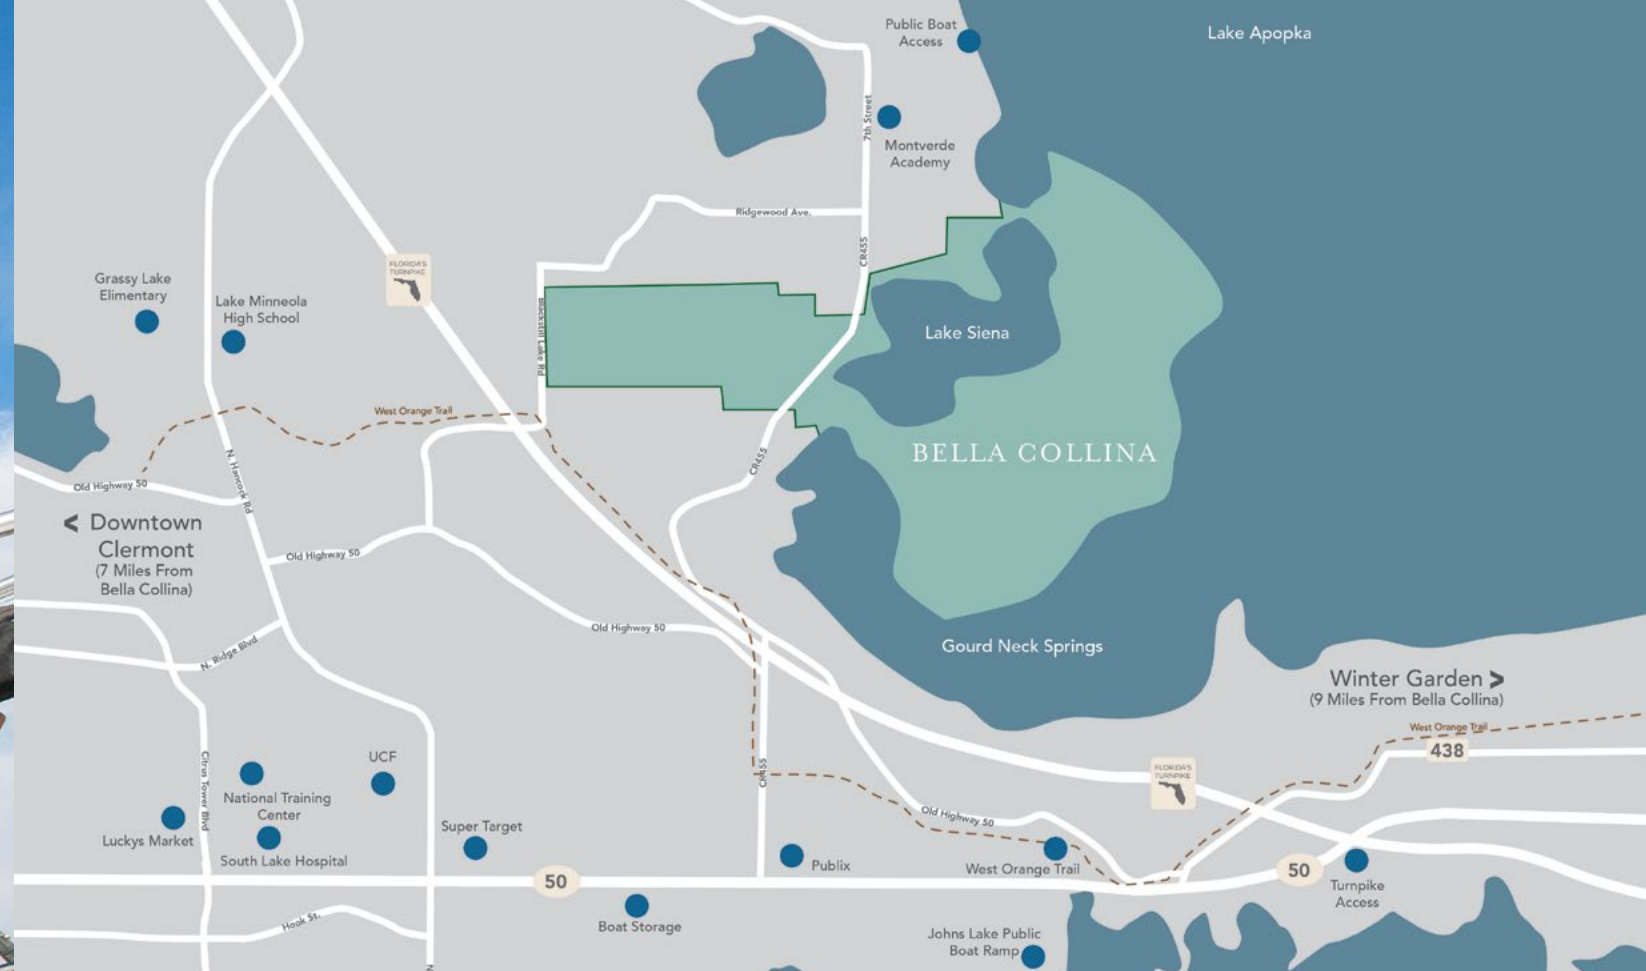 Public Boat
Access
Lake Apopka
7th Street
Montverde
Academy
Ridgewood Ave.
CR455
FLORIDA'S
TURNPIKE
Grassy Lake
Elimentary
Lake Minneola
High School
Blackstill Lake Rd
Lake Siena
West Orange Trail
BELLA COLLINA
CR455
N. Hancock Rd
Old Highway 50
< Downtown
Clermont
(7 Miles From
Bella Collina)
Old Highway 50
Old Highway 50
N. Ridge Blvd
Gourd Neck Springs
Winter Garden >
(9 Miles From Bella Collina)
West Orange Trail
438
FLORIDA'S
TURNPIKE
CR455
Citrus Tower Blvd
UCF
National Training
Center
Luckys Market
South Lake Hospital
Super Target
Old Highway 50
Publix
West Orange Trail
50
50
Turnpike
Access
Boat Storage
Hook St.
Johns Lake Public
Boat Ramp
N